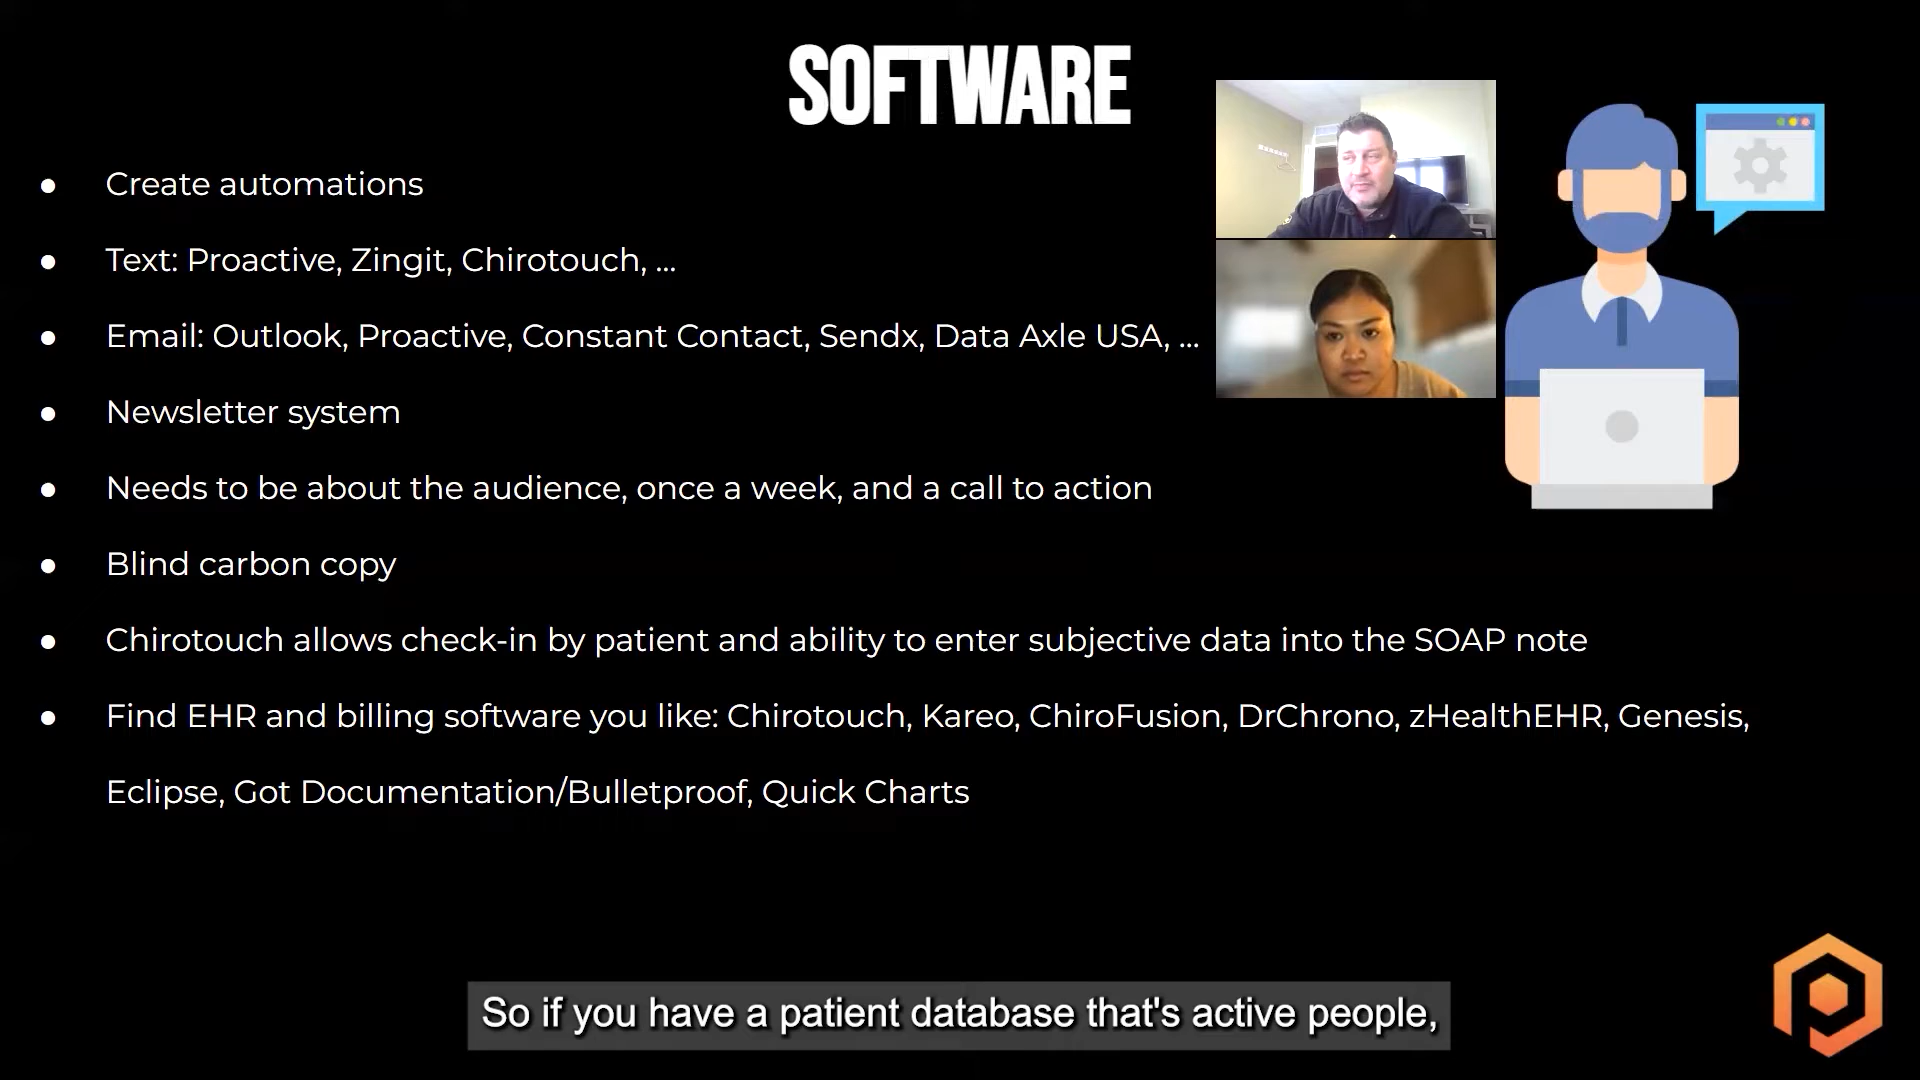 SOFTWARE
● Create automations
● Text: Proactive, Zingit, Chirotouch, ...
● Email: Outlook, Proactive, Constant Contact, Sendx, Data Axle USA, ...
● Newsletter system
● Needs to be about the audience, once a week, and a call to action
● Blind carbon copy
● Chirotouch allows check-in by patient and ability to enter subjective data into the SOAP note
● Find EHR and billing software you like: Chirotouch, Kareo, ChiroFusion, DrChrono, zHealthEHR, Genesis,
Eclipse, Got Documentation/Bulletproof, Quick Charts
So if you have a patient database that's active people,